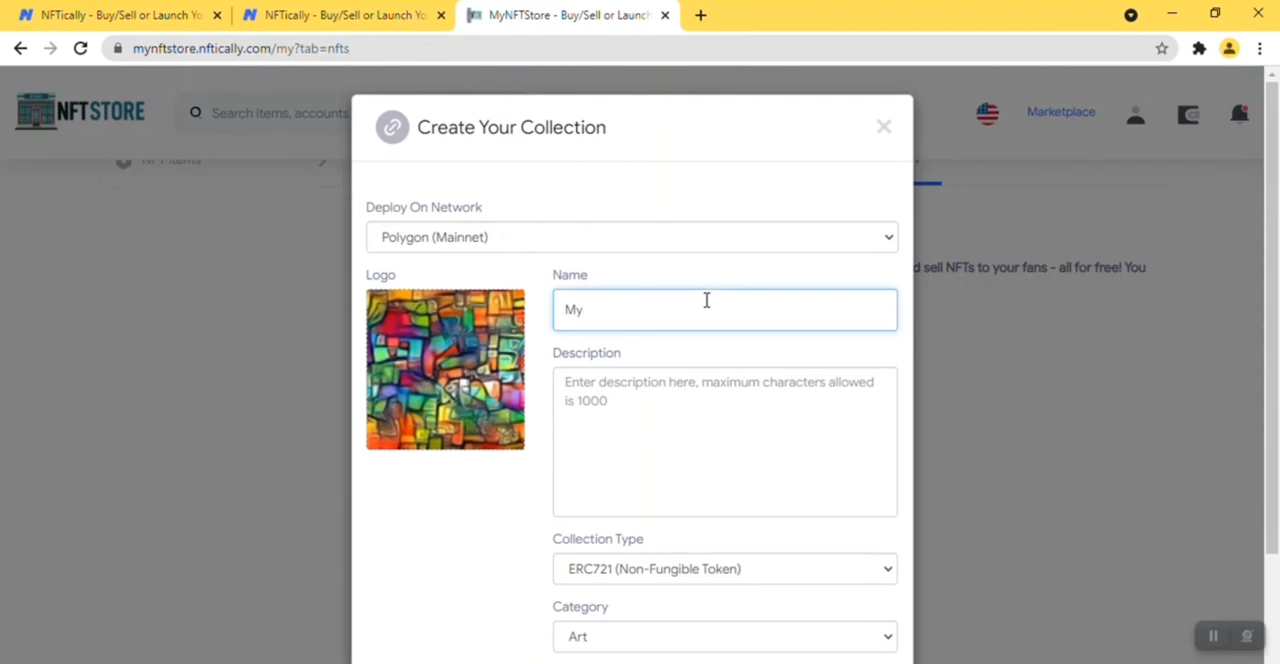 NFTically - Buy/Sell or Launch Yo
NFTically - Buy/Sell or Launch Yo
MyNFTStore - Buy/Sell or Launch
mynftstore.nftically.com/my?tab=nfts
NFTSTORE
Search items, accounts
Marketplace
Create Your Collection
NFT Items
Deploy On Network
Polygon (Mainnet)
d sell NFTs to your fans - all for free! You
Logo
Name
My
Description
Enter description here, maximum characters allowed
is 1000
Collection Type
ERC721 (Non-Fungible Token)
Category
Art